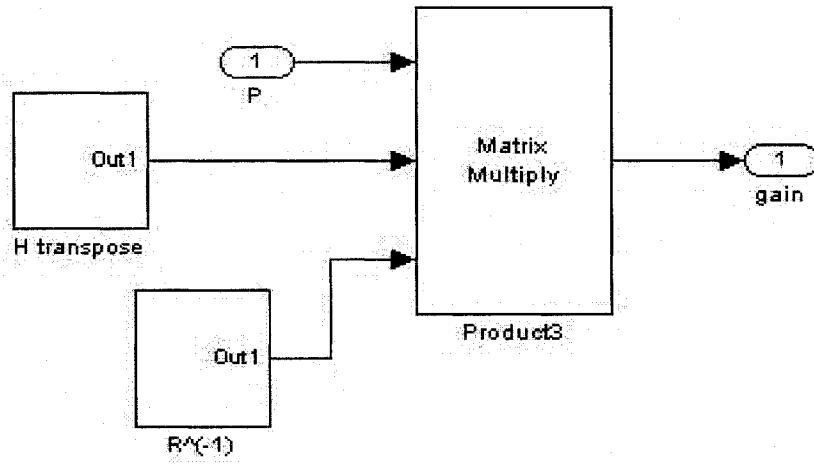 1
P
Out1
H transpose
Matrix
Multiply
1
gain
Product3
Out1
R^(-1)